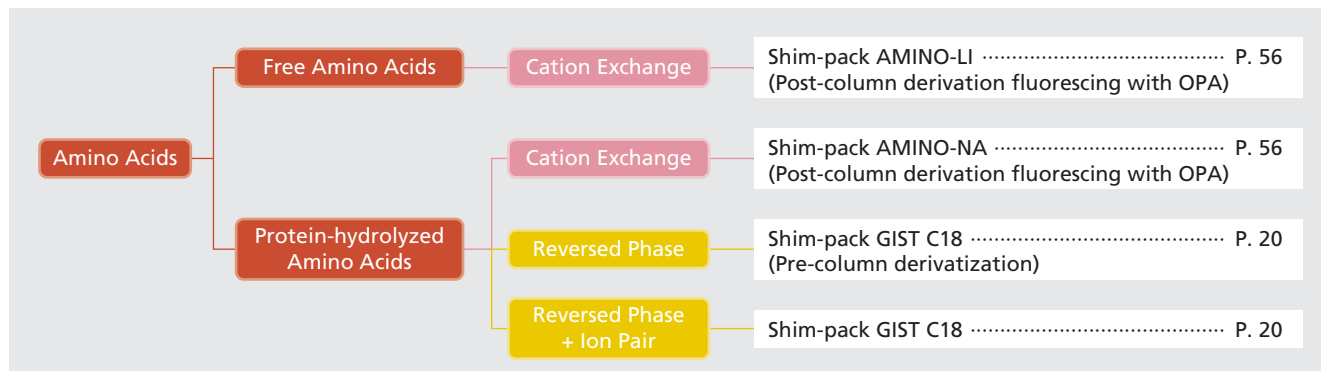 Amino Acids
Free Amino Acids
Cation Exchange
Shim-pack AMINO-LI ········································· P. 56
(Post-column derivation fluorescing with OPA)
Protein-hydrolyzed
Amino Acids
Cation Exchange
Shim-pack AMINO-NA ······································· P. 56
(Post-column derivation fluorescing with OPA)
Reversed Phase
Shim-pack GIST C18 ·········································· P. 20
(Pre-column derivatization)
Reversed Phase
+ Ion Pair
Shim-pack GIST C18 ·········································· P. 20